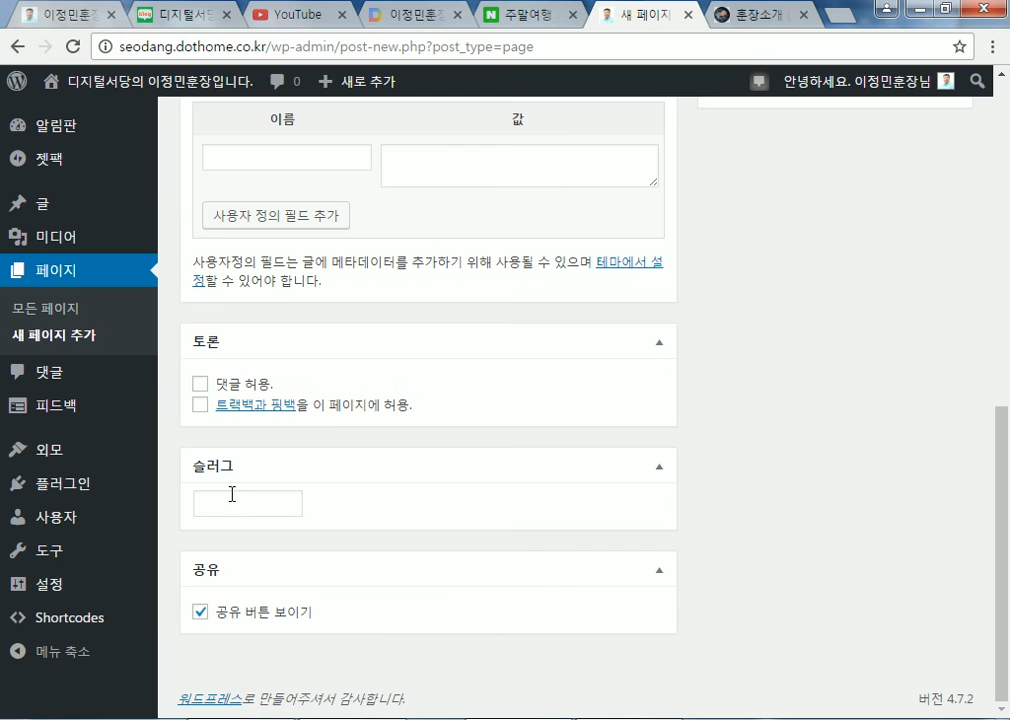 이정민훈장
blog
디지털서당
YouTube
이정민훈장
N
주말여행
새 페이지
훈장소개
seodang.dothome.co.kr/wp-admin/post-new.php?post_type=page
디지털서당의 이정민훈장입니다.
0
새로 추가
안녕하세요. 이정민훈장님
알림판
젯팩
글
미디어
페이지
모든 페이지
새 페이지 추가
댓글
피드백
외모
플러그인
사용자
도구
설정
Shortcodes
메뉴 축소
이름
값
사용자 정의 필드 추가
사용자정의 필드는 글에 메타데이터를 추가하기 위해 사용될 수 있으며 테마에서 설
정할 수 있어야 합니다.
토론
댓글 허용.
트랙백과 핑백을 이 페이지에 허용.
슬러그
공유
공유 버튼 보이기
워드프레스로 만들어주셔서 감사합니다.
버전 4.7.2